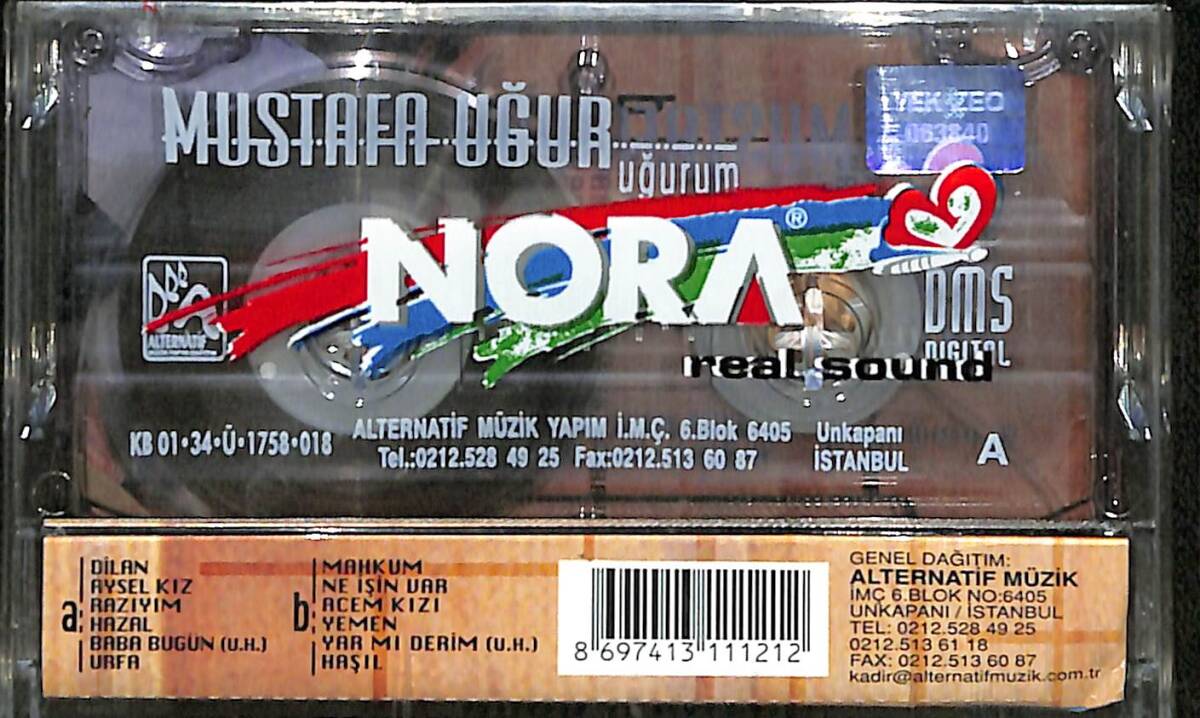 MUSTAFA UĞUR
uğurum
063840
NORA®
real sound
ALTERNATİF
DMS
DIGITAL
KB 01•34•Ü•1758•018
ALTERNATİF MÜZİK YAPIM İ.M.Ç. 6.Blok 6405 Unkapanı
Tel.:0212.528 49 25 Fax:0212.513 60 87 İSTANBUL
A
a:
DİLAN
AYSEL KIZ
RAZIYIM
HAZAL
BABA BUGÜN (U.H.)
URFA
b:
MAHKUM
NE İŞİN VAR
ACEM KIZI
YEMEN
YAR MI DERİM (U.H.)
HAŞIL
8 697413 111212
GENEL DAĞITIM:
ALTERNATİF MÜZİK
İMÇ 6.BLOK NO:6405
UNKAPANI / İSTANBUL
TEL: 0212.528 49 25
0212.513 61 18
FAX: 0212.513 60 87
kadir@alternatifmuzik.com.tr